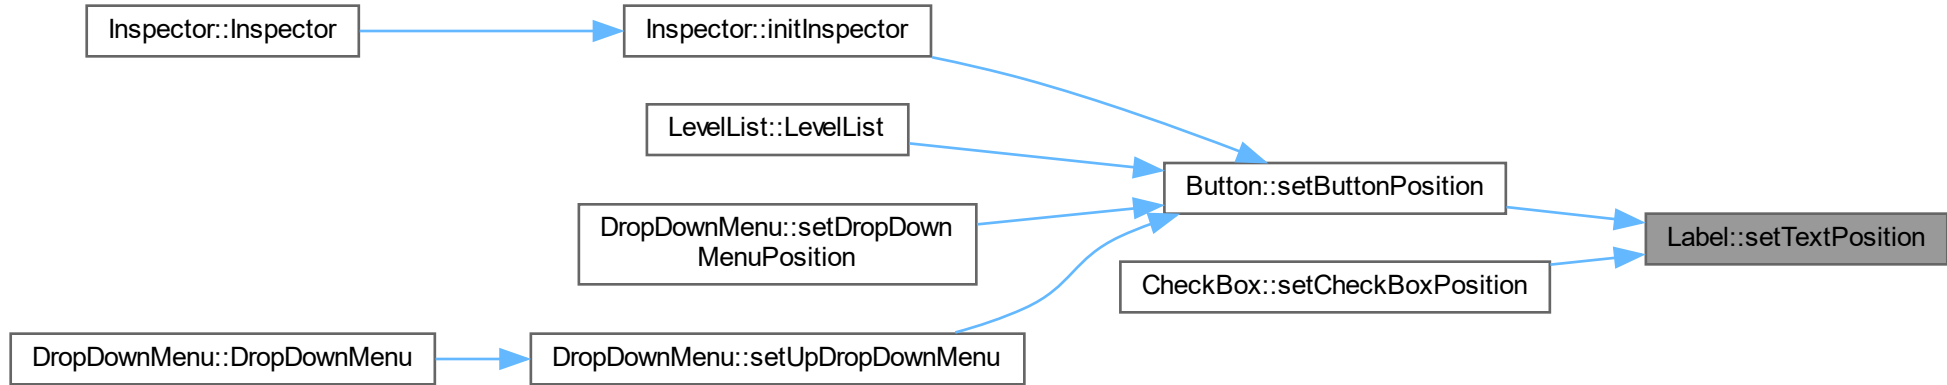 Inspector::Inspector
Inspector::initInspector
LevelList::LevelList
Button::setButtonPosition
DropDownMenu::setDropDown
MenuPosition
Label::setTextPosition
CheckBox::setCheckBoxPosition
DropDownMenu::DropDownMenu
DropDownMenu::setUpDropDownMenu